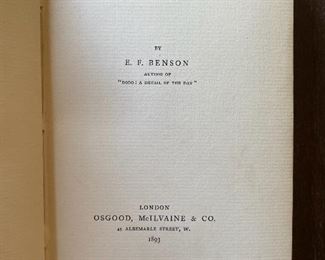 BY
E. F. BENSON
AUTHOR OF
"DODO: A DETAIL OF THE DAY"
LONDON
OSGOOD, McILVAINE & CO.
45 ALBEMARLE STREET, W.
1893